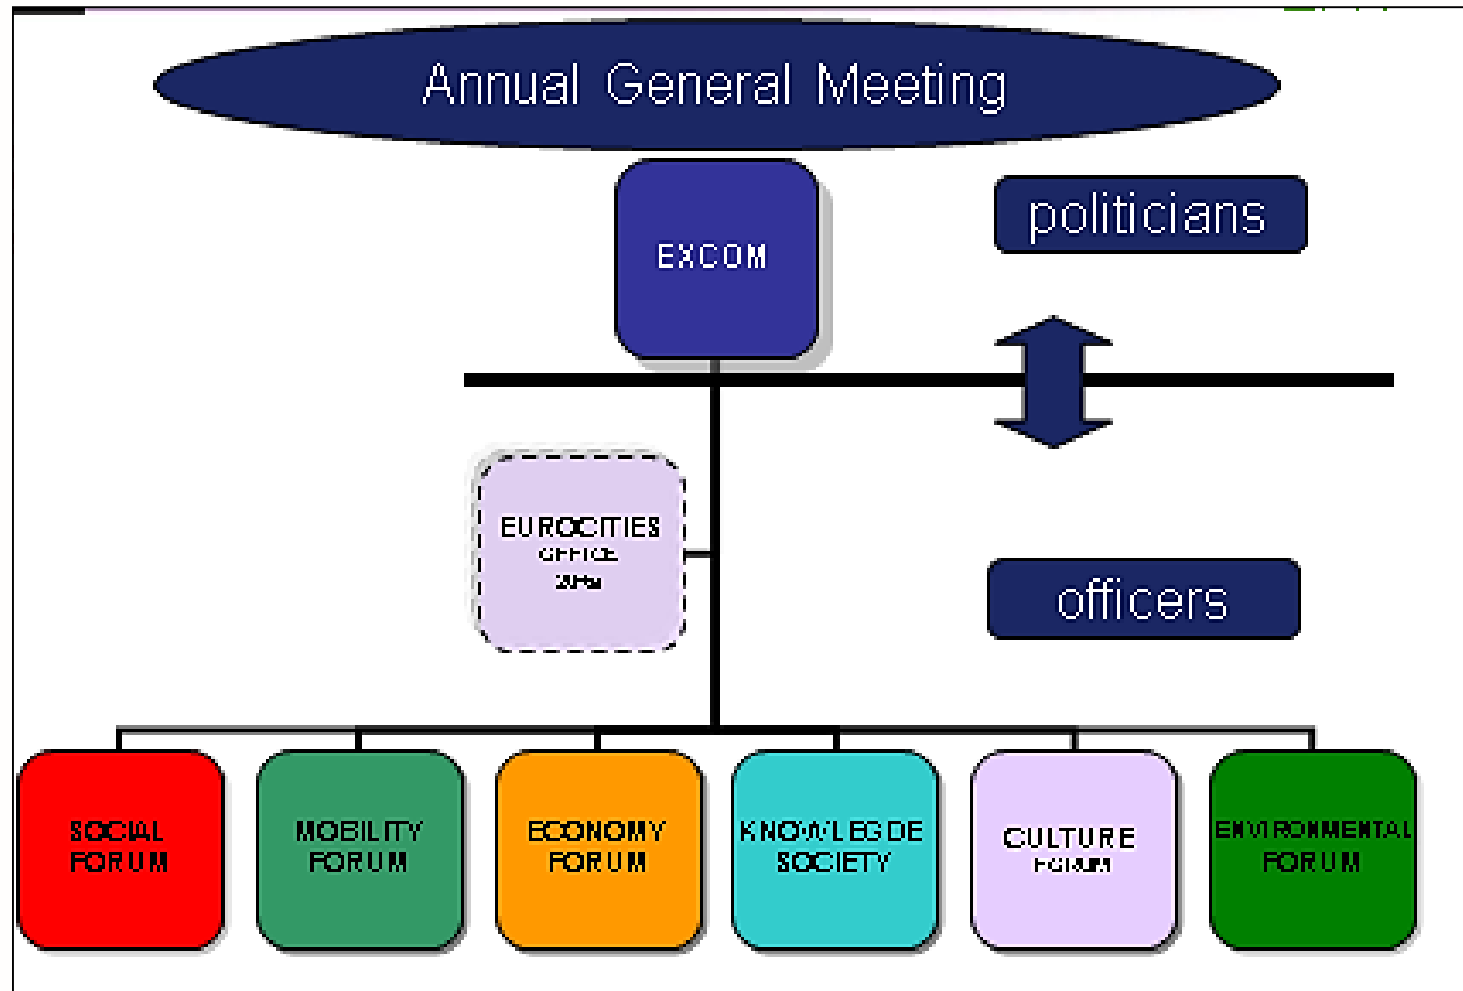 Annual General Meeting
EXCOM
politicians
EUROCITIES
OFFICE
officers
SOCIAL
FORUM
MOBILITY
FORUM
ECONOMY
FORUM
KNOWLEGDE
SOCIETY
CULTURE
FORUM
ENVIRONMENTAL
FORUM